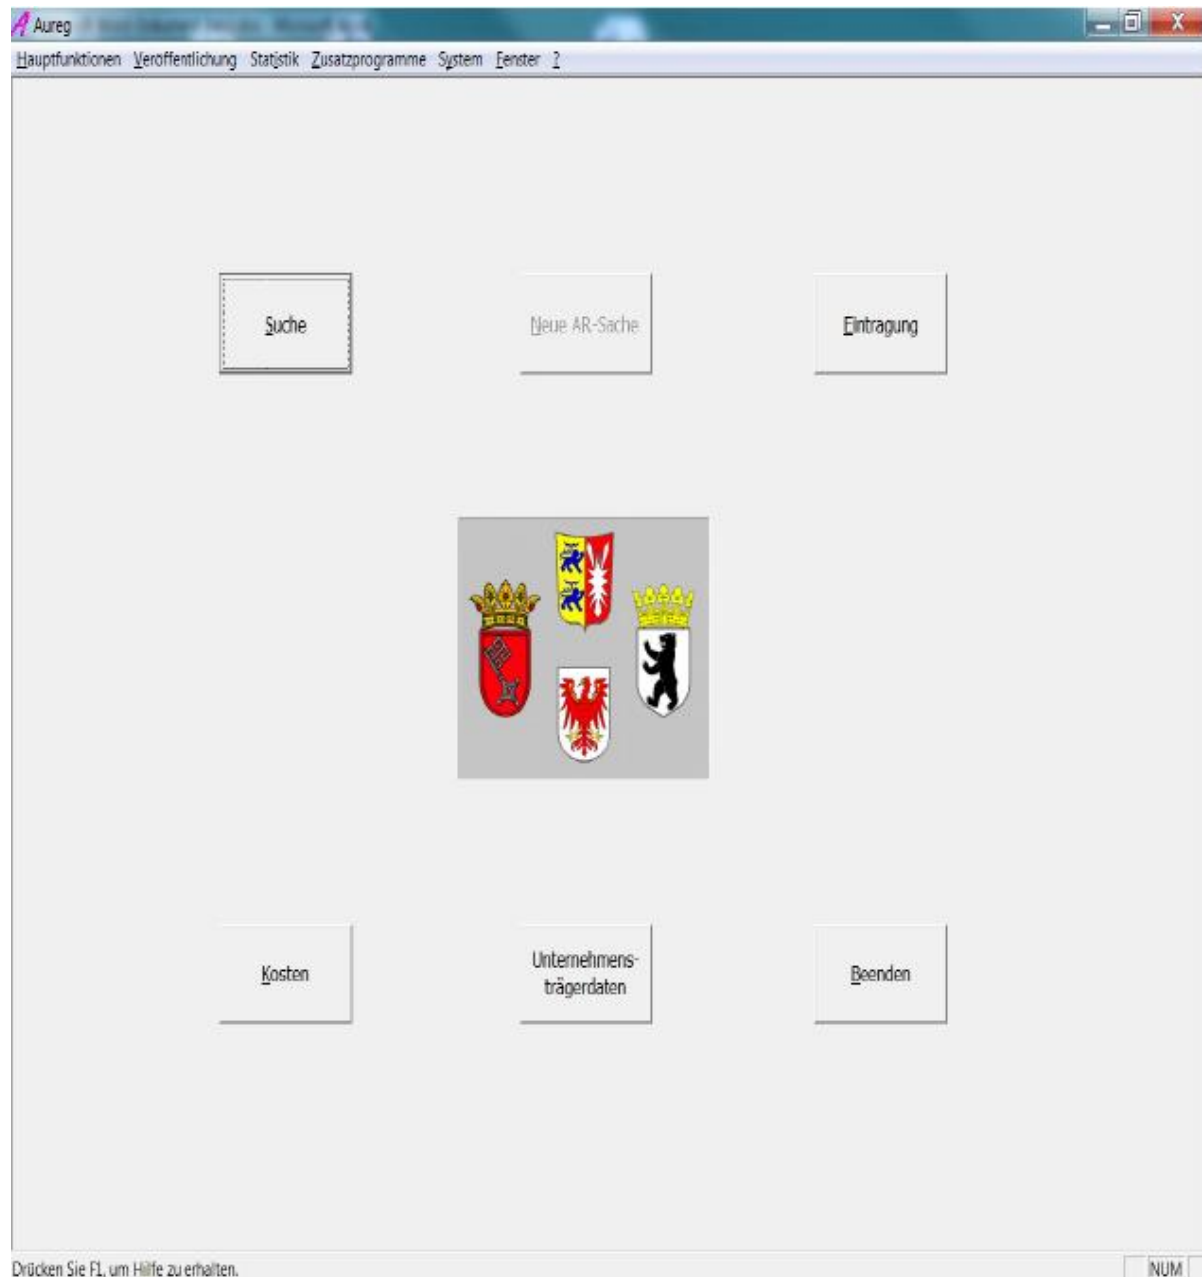 Aureg
Hauptfunktionen Veröffentlichung Statistik Zusatzprogramme System Fenster ?
Suche
Neue AR-Sache
Eintragung
Kosten
Unternehmens-
trägerdaten
Beenden
Drücken Sie F1, um Hilfe zu erhalten.
NUM